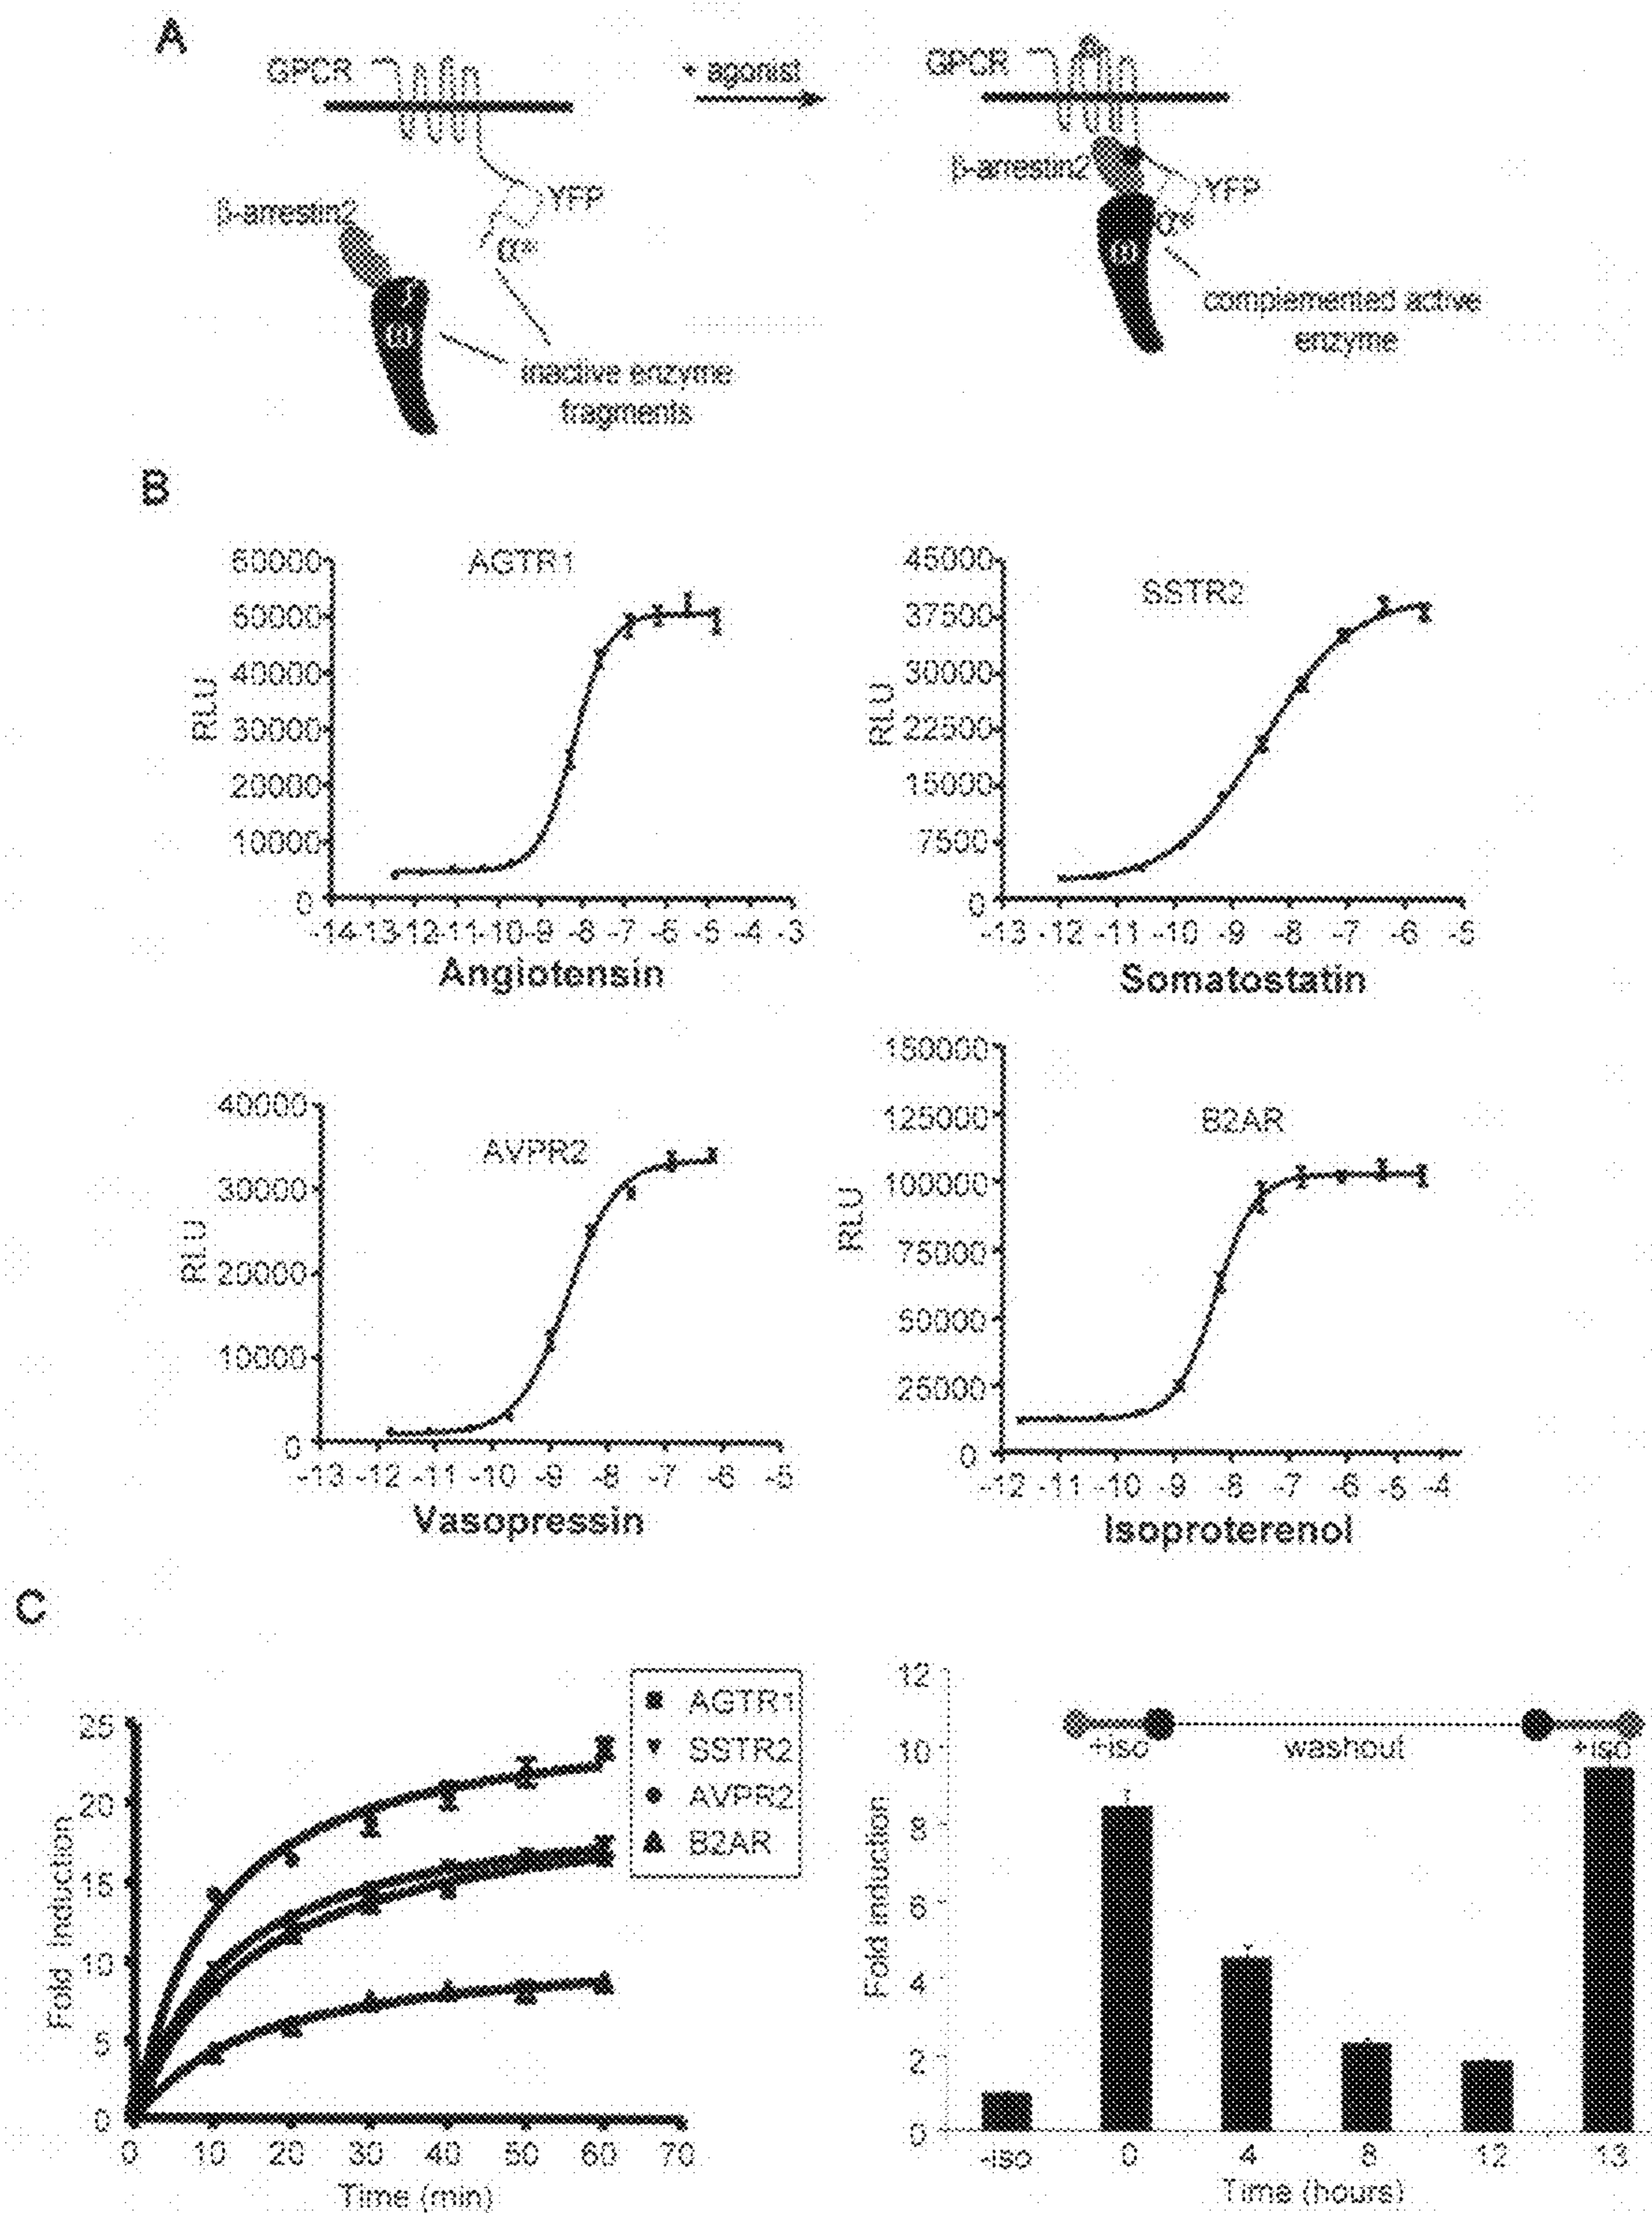 A
GPCR
+ agonist
GPCR
β-arrestin2
YFP
β-arrestin2
YFP
α*
α*
ω
ω
complemented active
enzyme
inactive enzyme
fragments
B
AGTR1
60000
50000
40000
30000
20000
10000
0
RLU
-14 -13 -12 -11 -10 -9 -8 -7 -6 -5 -4 -3
Angiotensin
SSTR2
45000
37500
30000
22500
15000
7500
0
RLU
-13 -12 -11 -10 -9 -8 -7 -6 -5
Somatostatin
AVPR2
40000
30000
20000
10000
0
RLU
-13 -12 -11 -10 -9 -8 -7 -6 -5
Vasopressin
B2AR
150000
125000
100000
75000
50000
25000
0
RLU
-12 -11 -10 -9 -8 -7 -6 -5 -4
Isoproterenol
C
AGTR1
SSTR2
AVPR2
B2AR
25
20
15
10
5
0
Fold Induction
0 10 20 30 40 50 60 70
Time (min)
12
10
8
6
4
2
0
Fold induction
+iso
washout
+iso
-iso 0 4 8 12 13
Time (hours)